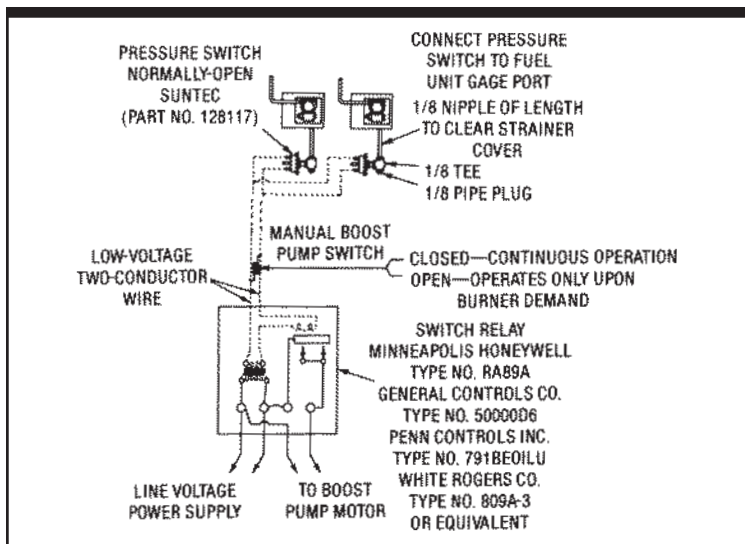 PRESSURE SWITCH
NORMALLY-OPEN
SUNTEC
(PART NO. 128117)
CONNECT PRESSURE
SWITCH TO FUEL
UNIT GAGE PORT
1/8 NIPPLE OF LENGTH
TO CLEAR STRAINER
COVER
1/8 TEE
1/8 PIPE PLUG
MANUAL BOOST
PUMP SWITCH
LOW-VOLTAGE
TWO-CONDUCTOR
WIRE
CLOSED—CONTINUOUS OPERATION
OPEN—OPERATES ONLY UPON
BURNER DEMAND
SWITCH RELAY
MINNEAPOLIS HONEYWELL
TYPE NO. RA89A
GENERAL CONTROLS CO.
TYPE NO. 50000D6
PENN CONTROLS INC.
TYPE NO. 791BEOILU
WHITE ROGERS CO.
TYPE NO. 809A-3
OR EQUIVALENT
LINE VOLTAGE
POWER SUPPLY
TO BOOST
PUMP MOTOR